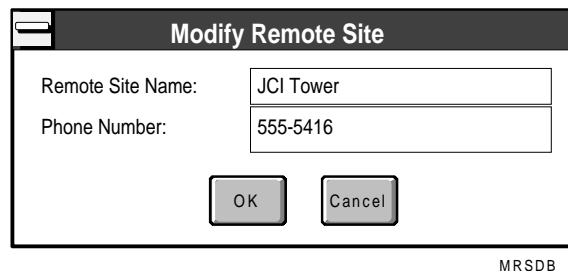 Modify Remote Site
Remote Site Name: JCI Tower
Phone Number: 555-5416
OK Cancel
MRSDB